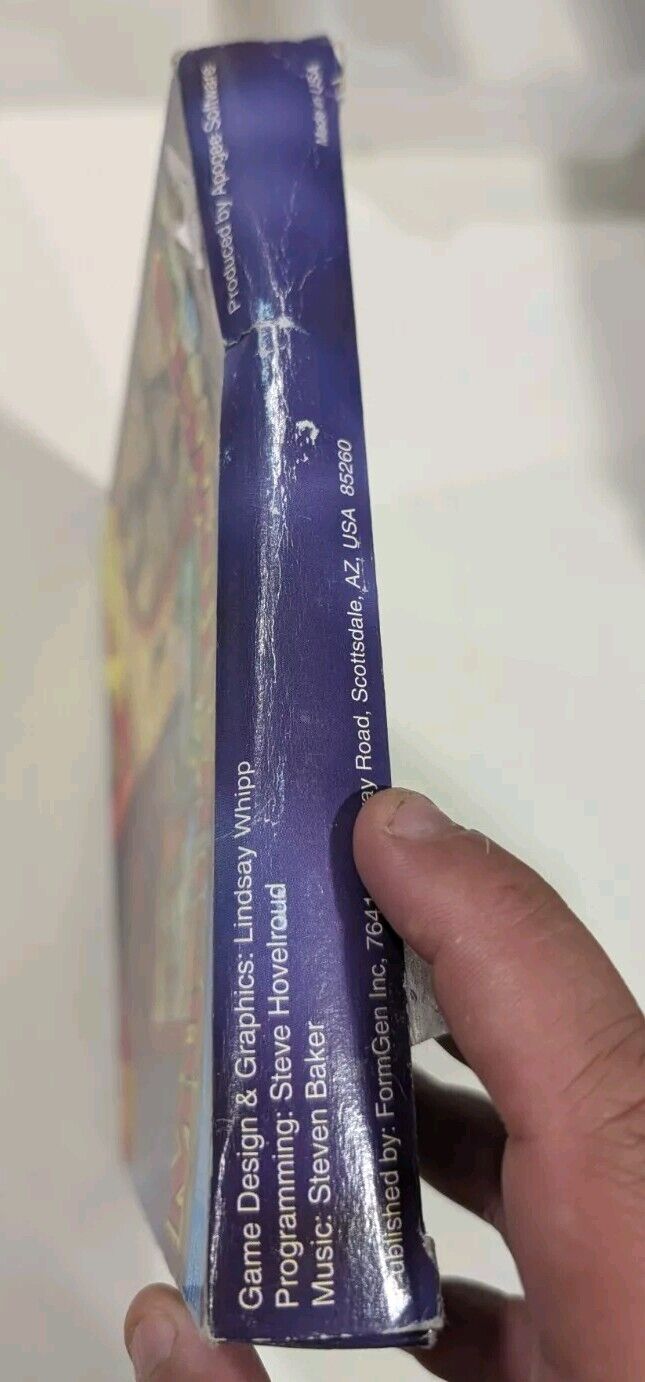 Game Design & Graphics: Lindsay Whipp
Programming: Steve Hovelroud
Music: Steven Baker
Published by: FormGen Inc, 7641 Road, Scottsdale, AZ, USA 85260
Produced by Apogee Software
Made in USA